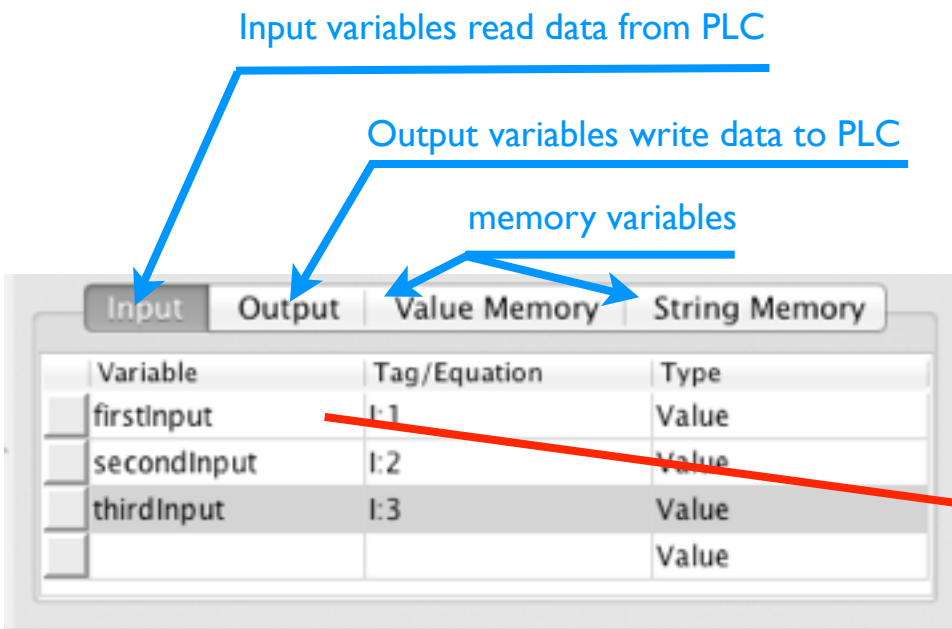 Input variables read data from PLC
Output variables write data to PLC
memory variables
Input Output Value Memory String Memory
Variable Tag/Equation Type
firstInput I:1 Value
secondInput I:2 Value
thirdInput I:3 Value
Value